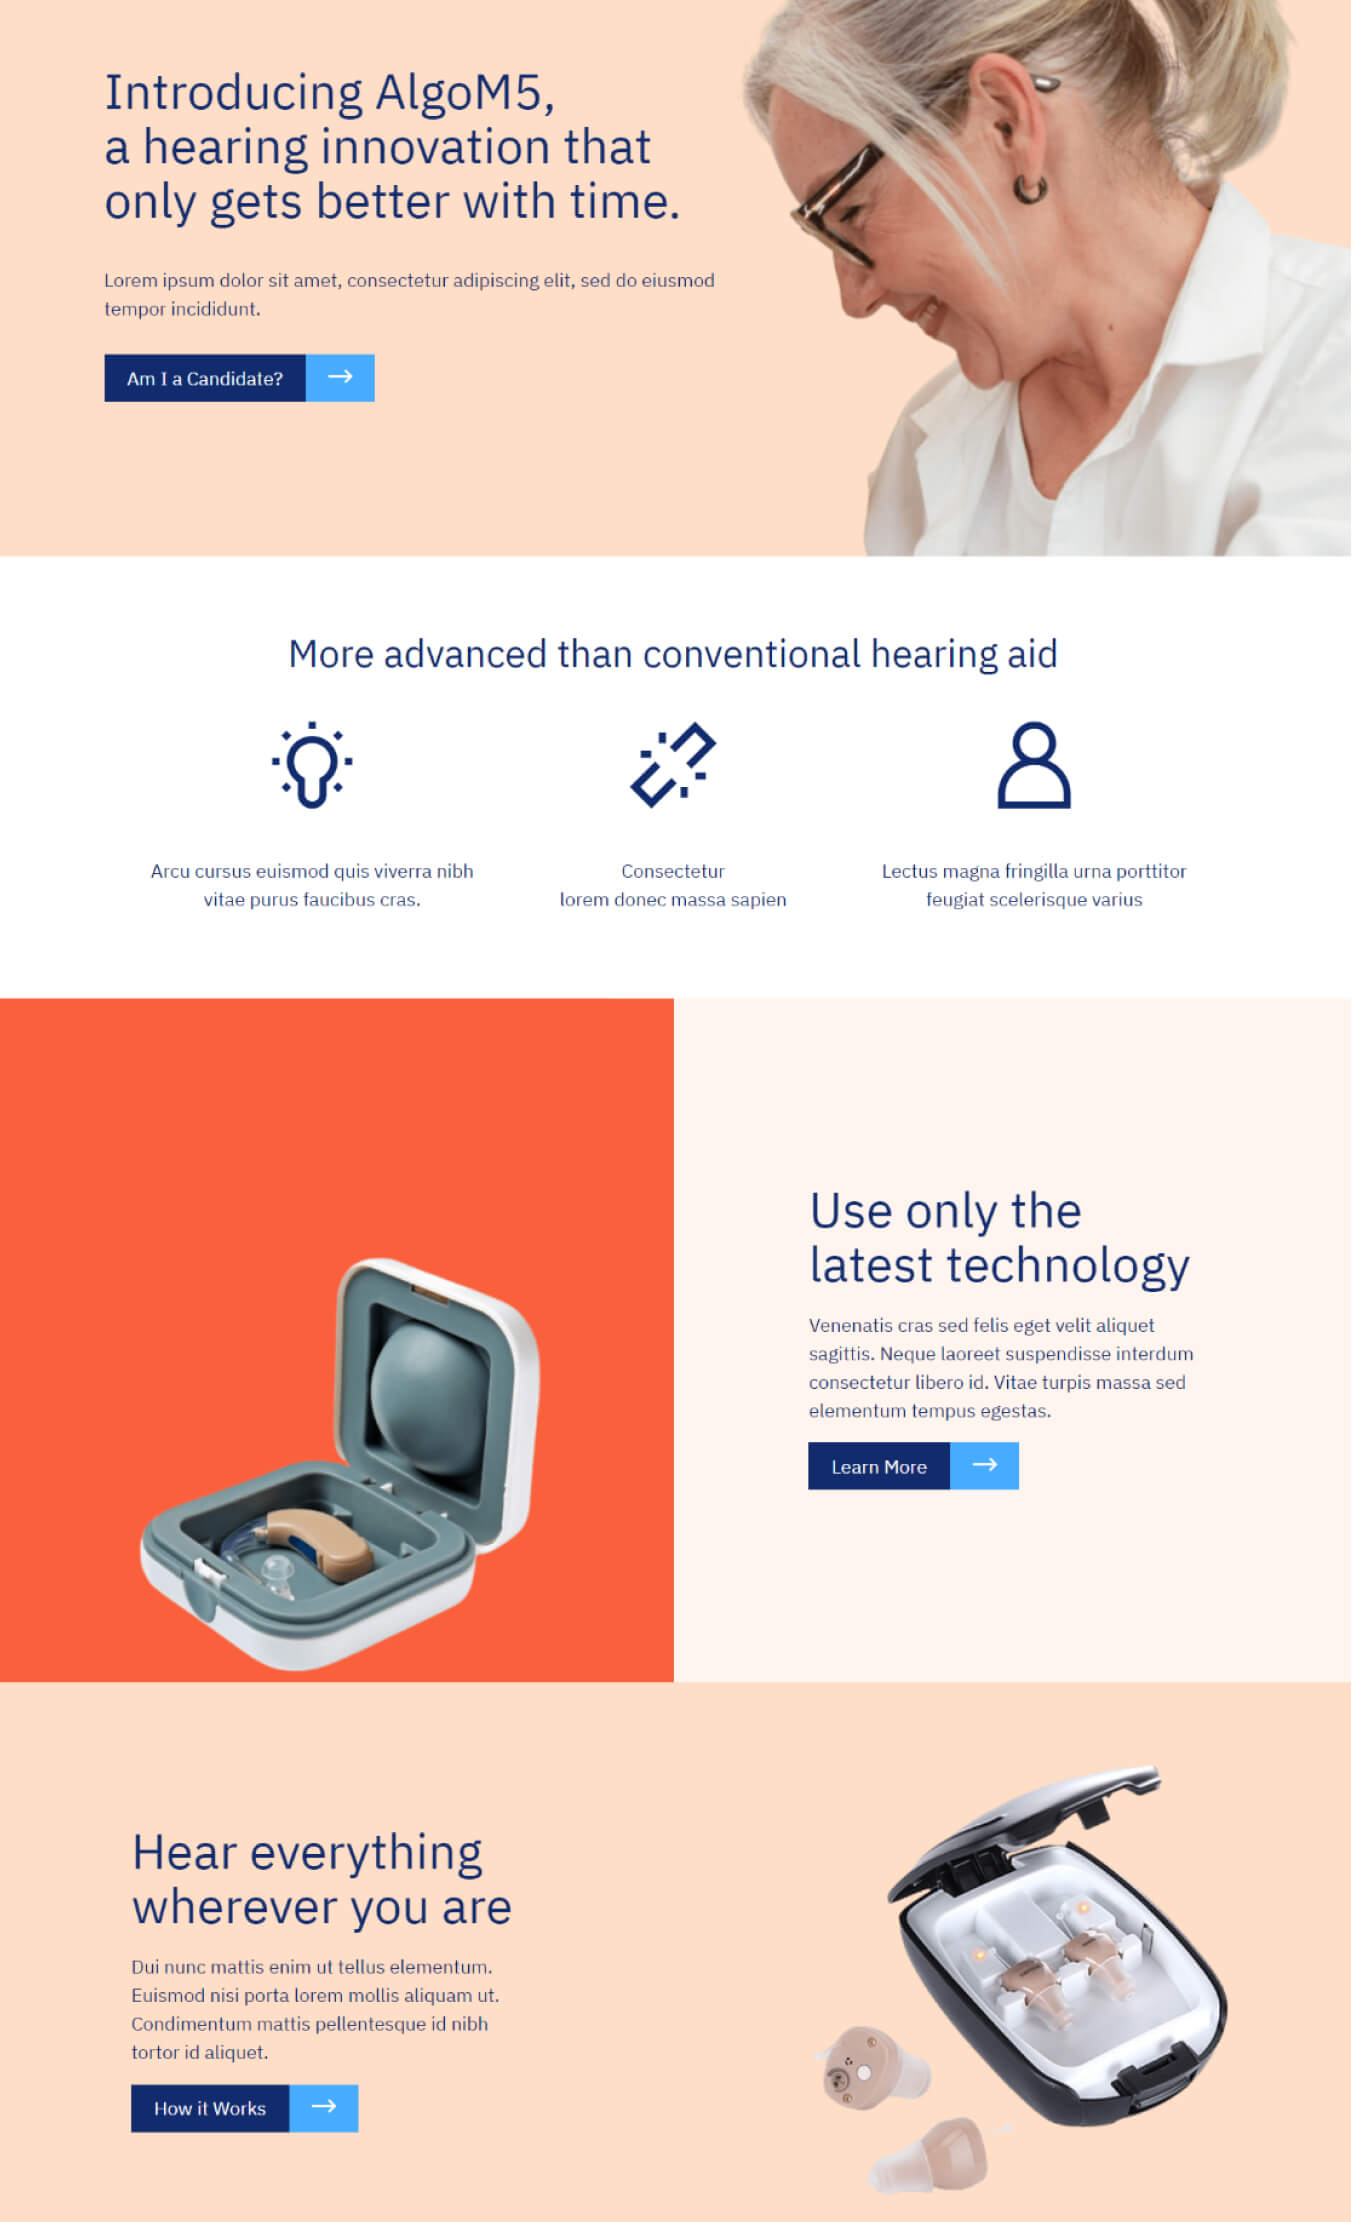 Introducing AlgoM5,
a hearing innovation that
only gets better with time.
Lorem ipsum dolor sit amet, consectetur adipiscing elit, sed do eiusmod
tempor incididunt.
Am I a Candidate?
More advanced than conventional hearing aid
Arcu cursus euismod quis viverra nibh
vitae purus faucibus cras.
Consectetur
lorem donec massa sapien
Lectus magna fringilla urna porttitor
feugiat scelerisque varius
Use only the
latest technology
Venenatis cras sed felis eget velit aliquet
sagittis. Neque laoreet suspendisse interdum
consectetur libero id. Vitae turpis massa sed
elementum tempus egestas.
Learn More
Hear everything
wherever you are
Dui nunc mattis enim ut tellus elementum.
Euismod nisi porta lorem mollis aliquam ut.
Condimentum mattis pellentesque id nibh
tortor id aliquet.
How it Works